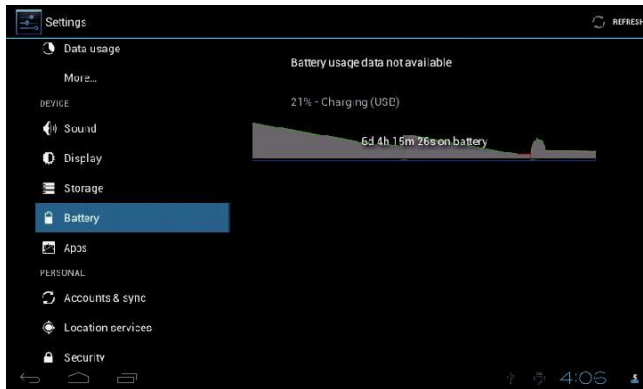 Settings
REFRESH
Data usage
More...
DEVICE
Sound
Display
Storage
Battery
Apps
PERSONAL
Accounts & sync
Location services
Security
Battery usage data not available
21% - Charging (USB)
6d 4h 15m 26s on battery
4:06